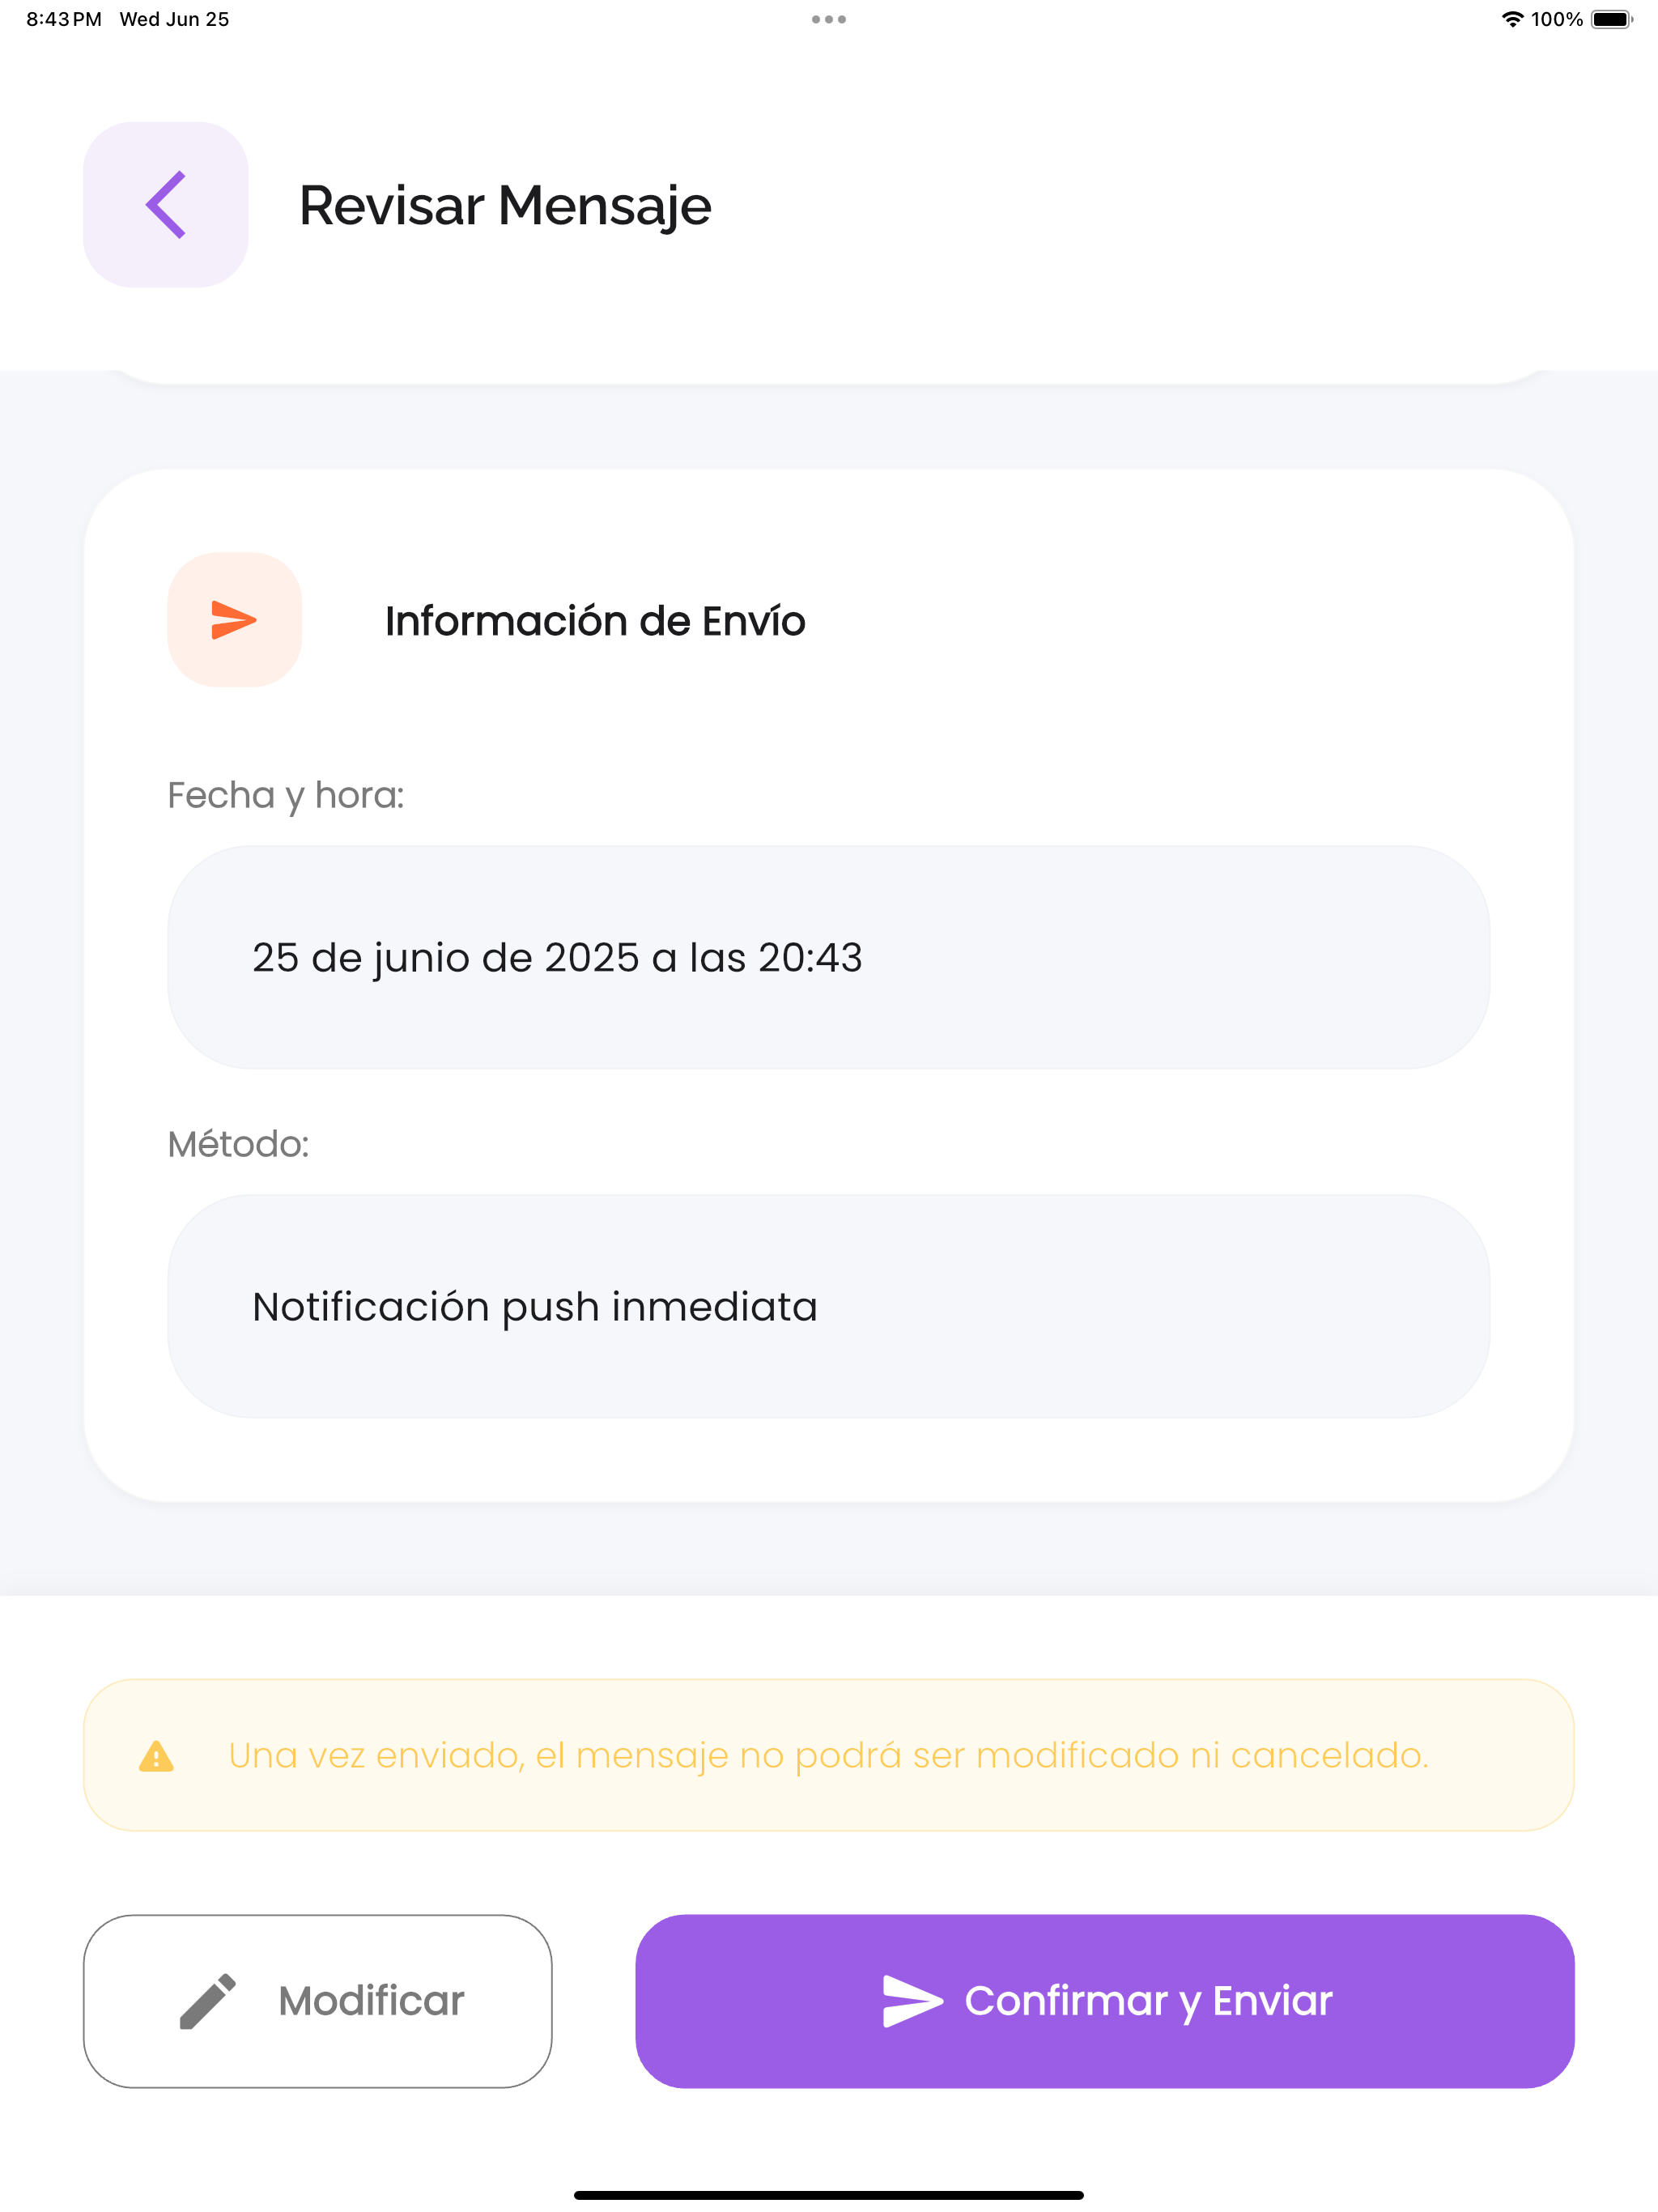 8:43 PM Wed Jun 25
100%
Revisar Mensaje
Información de Envío
Fecha y hora:
25 de junio de 2025 a las 20:43
Método:
Notificación push inmediata
Una vez enviado, el mensaje no podrá ser modificado ni cancelado.
Modificar
Confirmar y Enviar